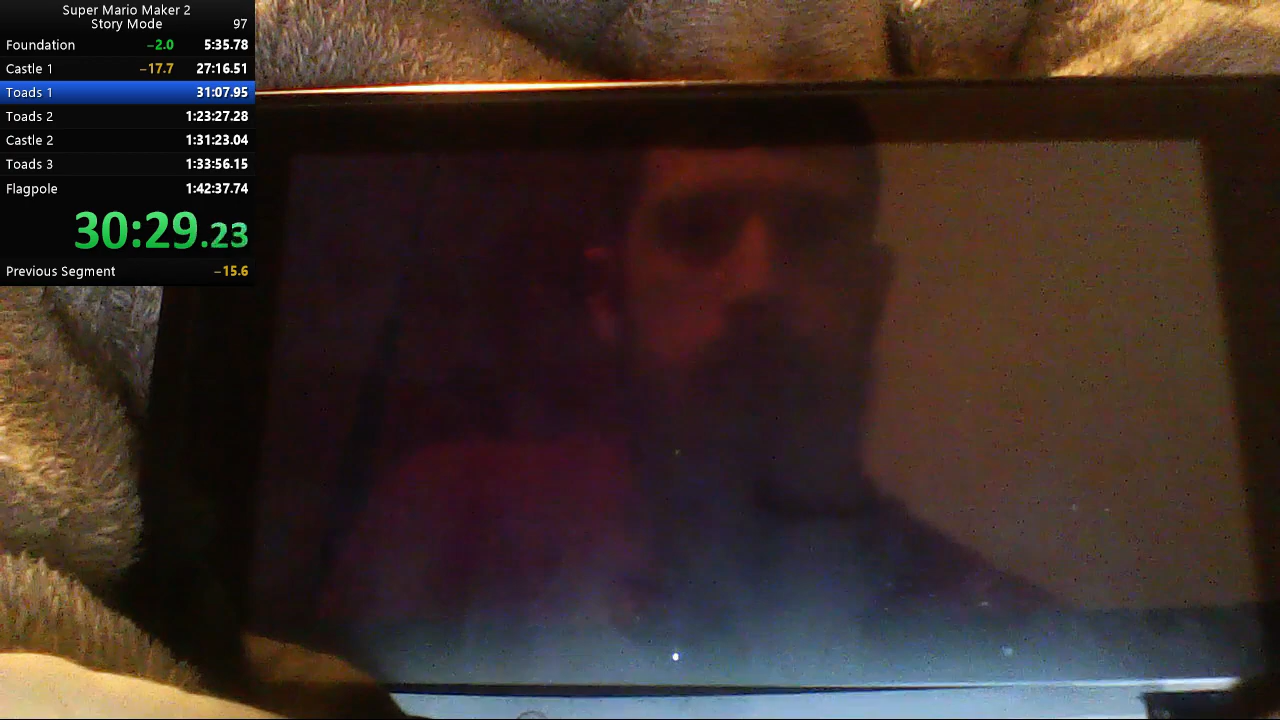 Super Mario Maker 2
Story Mode 97
Foundation −2.0 5:35.78
Castle 1 −17.7 27:16.51
Toads 1 31:07.95
Toads 2 1:23:27.28
Castle 2 1:31:23.04
Toads 3 1:33:56.15
Flagpole 1:42:37.74
30:29.23
Previous Segment −15.6